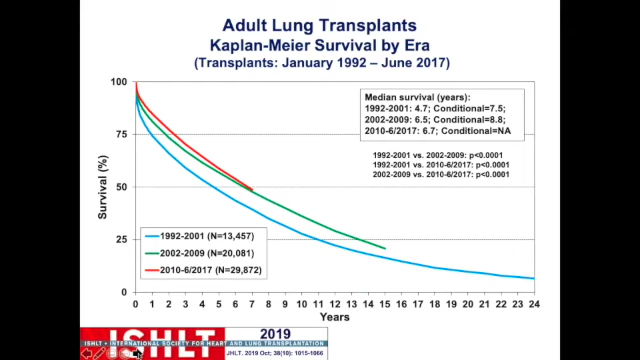 Adult Lung Transplants
Kaplan-Meier Survival by Era
(Transplants: January 1992 – June 2017)
Survival (%)
100
75
50
25
0
Median survival (years):
1992-2001: 4.7; Conditional=7.5;
2002-2009: 6.5; Conditional=8.8;
2010-6/2017: 6.7; Conditional=NA
1992-2001 vs. 2002-2009: p<0.0001
1992-2001 vs. 2010-6/2017: p<0.0001
2002-2009 vs. 2010-6/2017: p<0.0001
1992-2001 (N=13,457)
2002-2009 (N=20,081)
2010-6/2017 (N=29,872)
0 1 2 3 4 5 6 7 8 9 10 11 12 13 14 15 16 17 18 19 20 21 22 23 24
Years
ISHLT • INTERNATIONAL SOCIETY FOR HEART AND LUNG TRANSPLANTATION
ISHLT
2019
JHLT. 2019 Oct; 38(10): 1015-1066